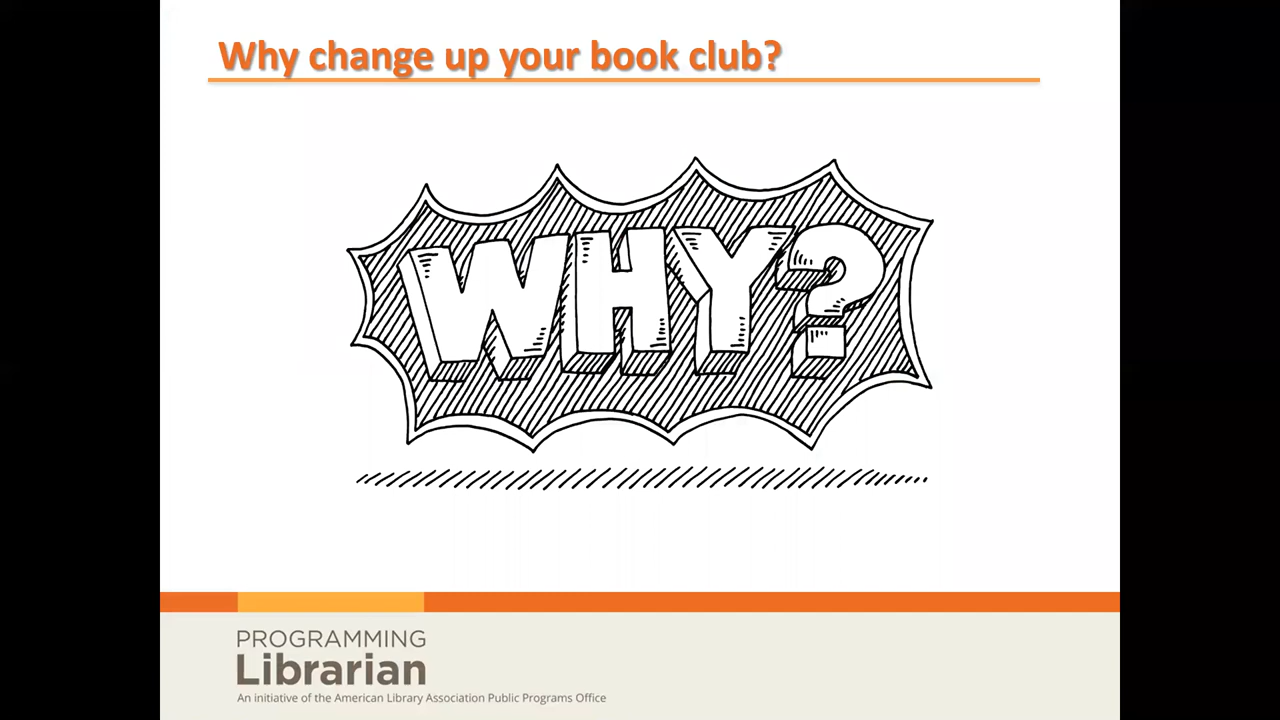 Why change up your book club?
WHY?
PROGRAMMING
Librarian
An initiative of the American Library Association Public Programs Office